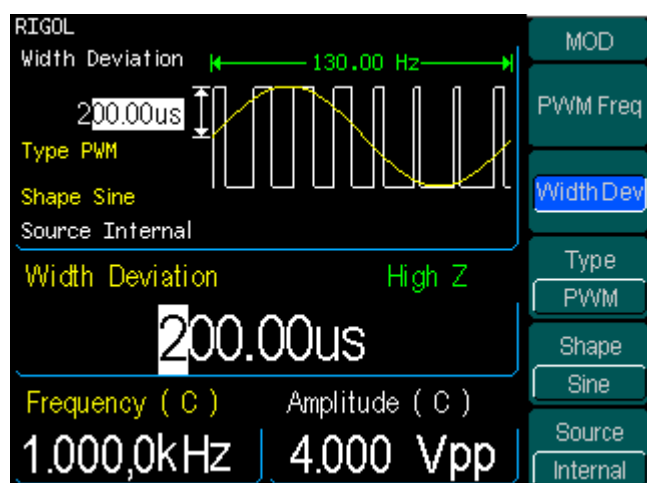 RIGOL
Width Deviation
130.00 Hz
200.00us
Type PWM
Shape Sine
Source Internal
Width Deviation
High Z
200.00us
Frequency ( C )
Amplitude ( C )
1.000,0kHz
4.000 Vpp
MOD
PWM Freq
Width Dev
Type
PWM
Shape
Sine
Source
Internal